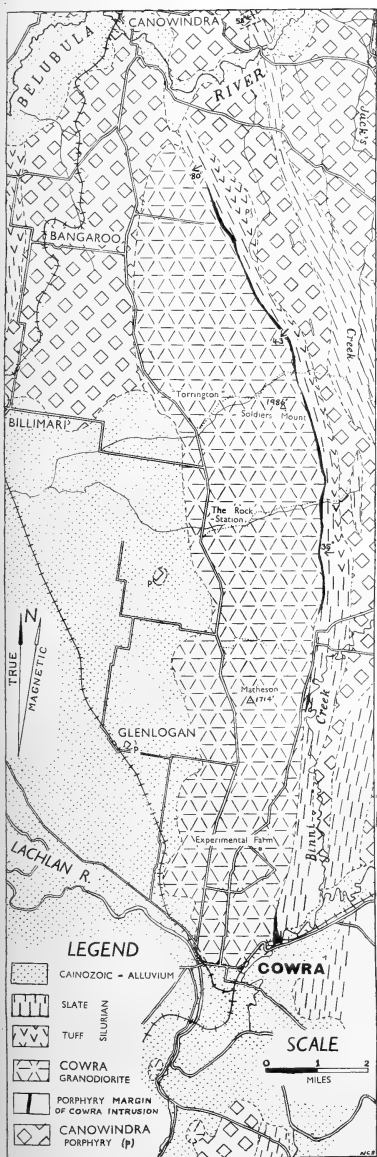 CANOWINDRA
BELUBULA
RIVER
Jack's
80
BANGAROO
43
Creek
Torrington
1986'
Soldiers Mount
BILLIMARI
The Rock
Station
35
p
N
TRUE
MAGNETIC
Matheson
1714'
GLENLOGAN
p
Creek
Binni
Experimental Farm
LACHLAN R.
COWRA
LEGEND
CAINOZOIC - ALLUVIUM
SLATE
SILURIAN
TUFF
COWRA
GRANODIORITE
PORPHYRY MARGIN
OF COWRA INTRUSION
CANOWINDRA
PORPHYRY (p)
SCALE
0 1 2
MILES